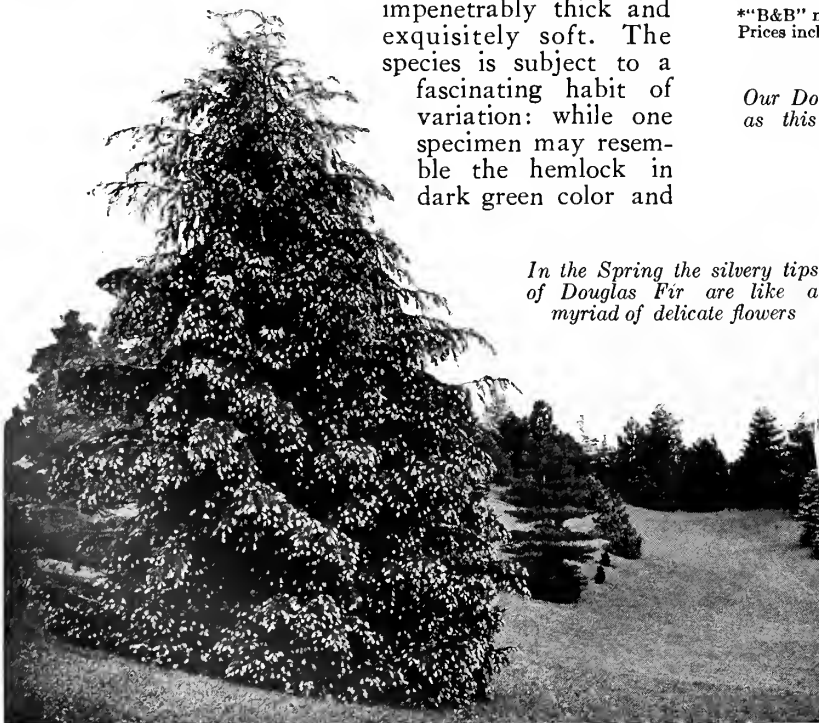 impenetrably thick and
exquisitely soft. The
species is subject to a
fascinating habit of
variation: while one
specimen may resem-
ble the hemlock in
dark green color and
*“B&B”
Prices incl
Our Do
as this
In the Spring the silvery tips
of Douglas Fir are like a
myriad of delicate flowers